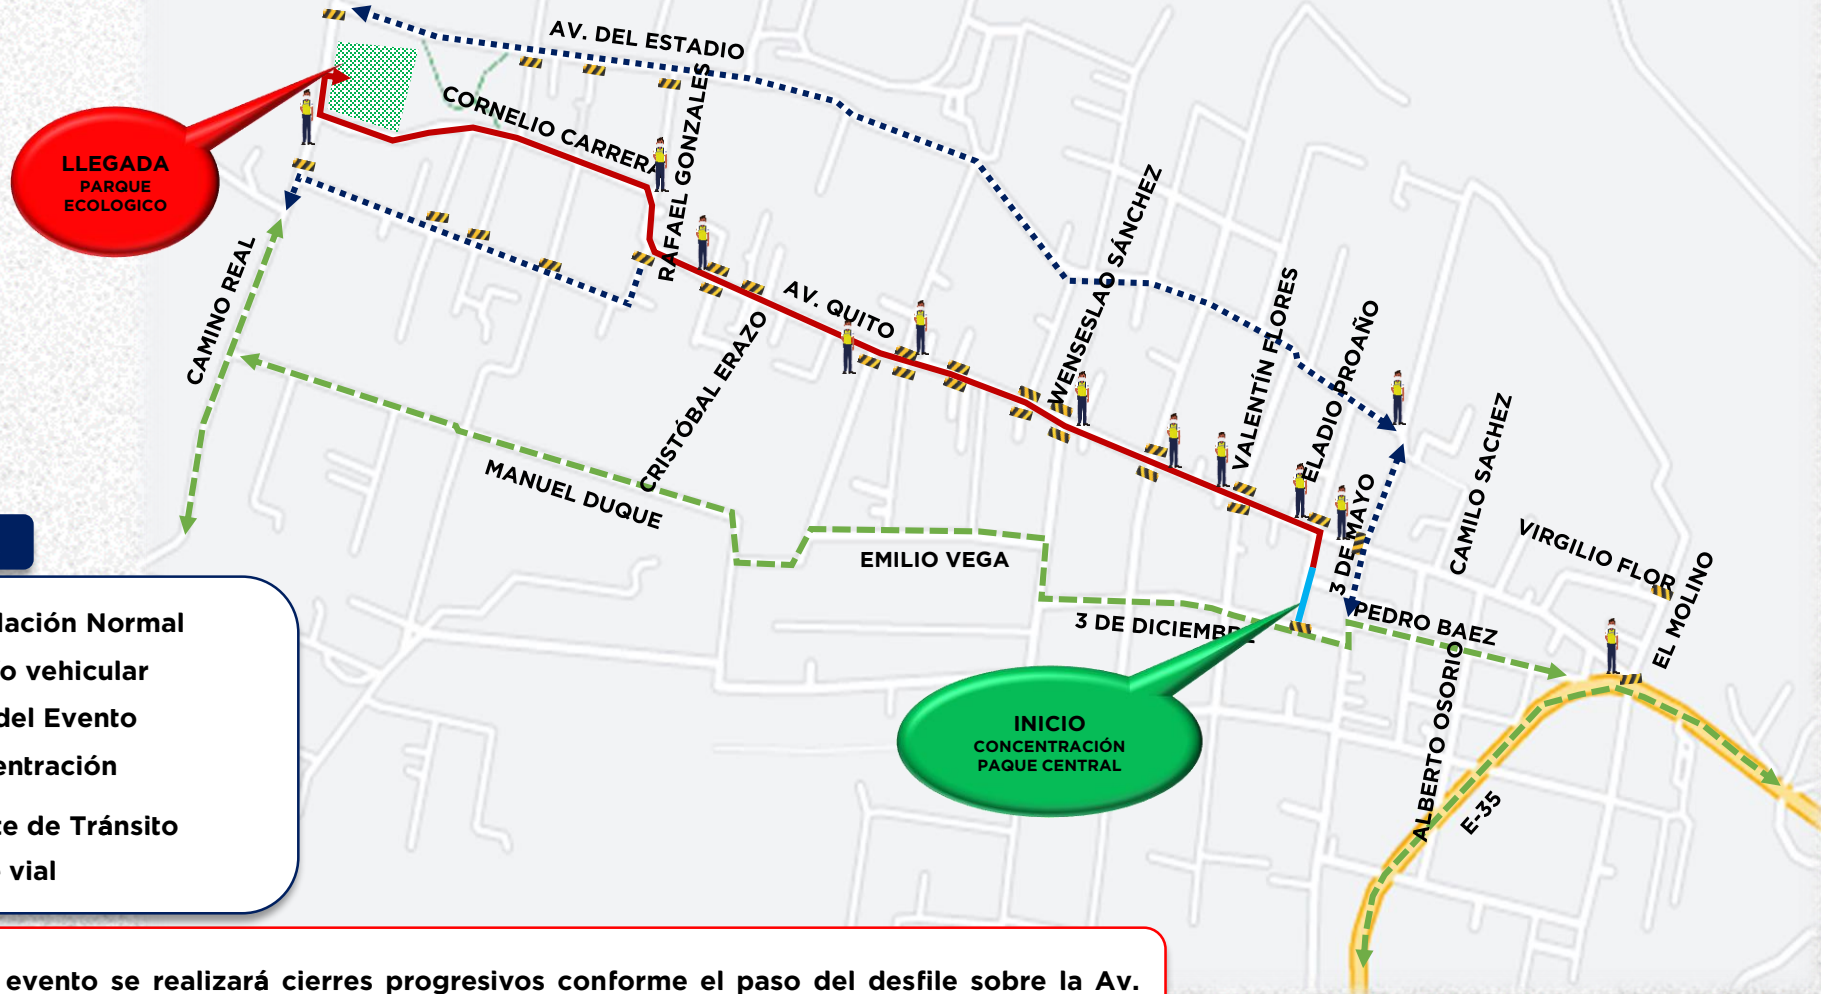 AV. DEL ESTADIO
CORNELIO CARRERA
RAFAEL GONZALES
LLEGADA
PARQUE
ECOLOGICO
CAMINO REAL
AV. QUITO
CRISTÓBAL ERAZO
WENSESLAO SÁNCHEZ
VALENTÍN FLORES
ELADIO PROAÑO
3 DE MAYO
CAMILO SACHEZ
VIRGILIO FLOR
EL MOLINO
MANUEL DUQUE
EMILIO VEGA
3 DE DICIEMBRE
PEDRO BAEZ
ALBERTO OSORIO
E-35
INICIO
CONCENTRACIÓN
PAQUE CENTRAL
lación Normal
o vehicular
del Evento
entración
te de Tránsito
vial
evento se realizará cierres progresivos conforme el paso del desfile sobre la Av.